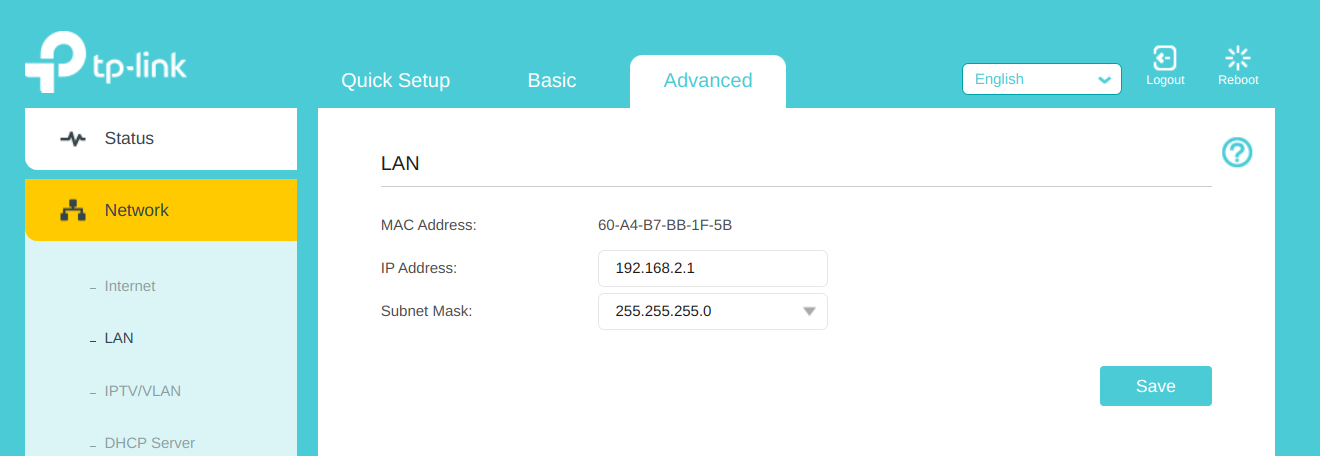 tp-link
Quick Setup
Basic
Advanced
English
Logout
Reboot
Status
Network
– Internet
– LAN
– IPTV/VLAN
– DHCP Server
LAN
?
MAC Address: 60-A4-B7-BB-1F-5B
IP Address: 192.168.2.1
Subnet Mask: 255.255.255.0
Save